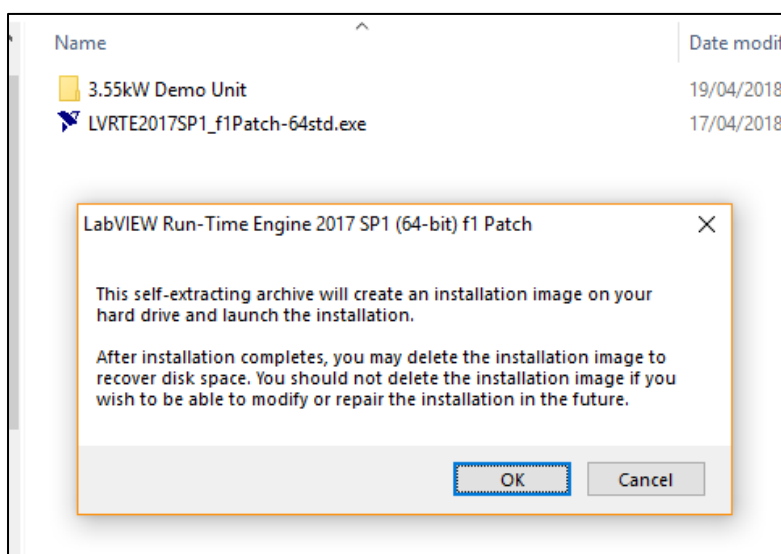 Name Date modif
3.55kW Demo Unit 19/04/2018
LVRTE2017SP1_f1Patch-64std.exe 17/04/2018
LabVIEW Run-Time Engine 2017 SP1 (64-bit) f1 Patch
This self-extracting archive will create an installation image on your
hard drive and launch the installation.
After installation completes, you may delete the installation image to
recover disk space. You should not delete the installation image if you
wish to be able to modify or repair the installation in the future.
OK Cancel